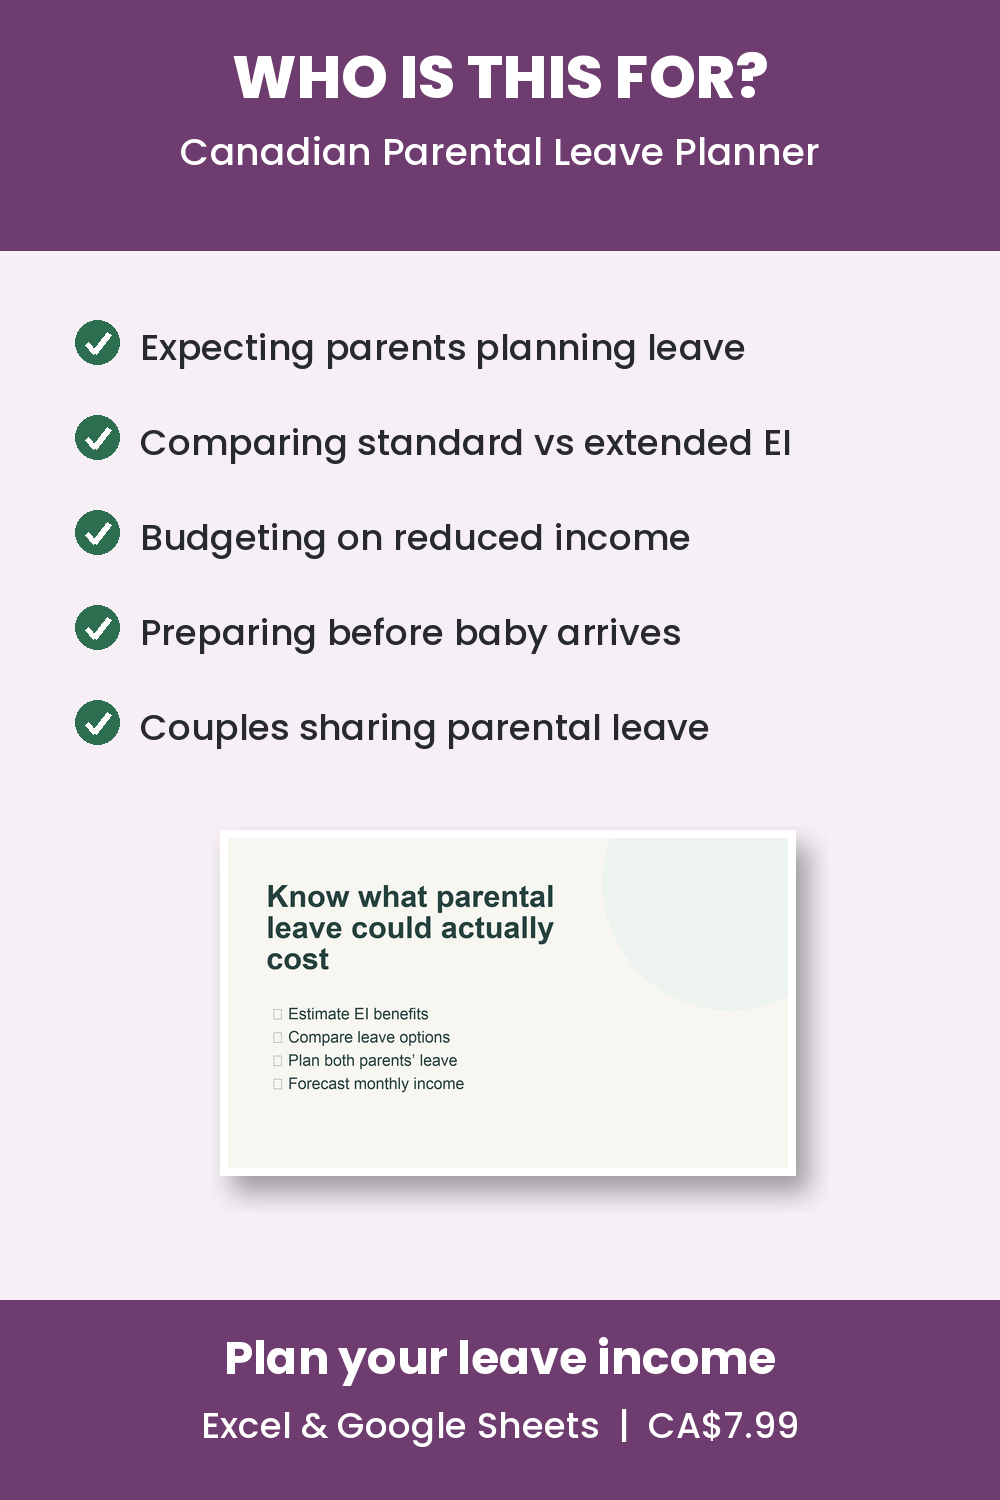 WHO IS THIS FOR?
Canadian Parental Leave Planner
Expecting parents planning leave
Comparing standard vs extended EI
Budgeting on reduced income
Preparing before baby arrives
Couples sharing parental leave
Know what parental
leave could actually
cost
Estimate EI benefits
Compare leave options
Plan both parents’ leave
Forecast monthly income
Plan your leave income
Excel & Google Sheets | CA$7.99